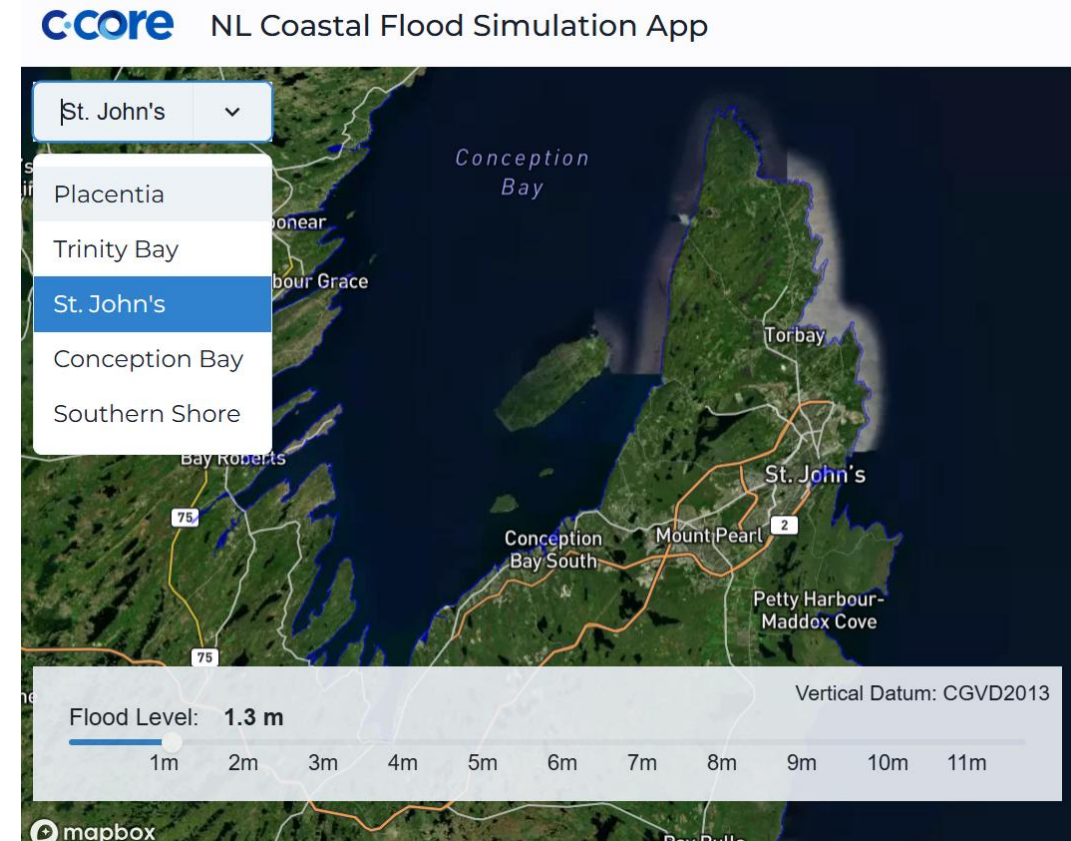 c·core NL Coastal Flood Simulation App
St. John's
Placentia
Trinity Bay
St. John's
Conception Bay
Southern Shore
Conception
Bay
bour Grace
Bay Roberts
75
75
Torbay
St. John's
Mount Pearl
2
Conception
Bay South
Petty Harbour-
Maddox Cove
Vertical Datum: CGVD2013
Flood Level: 1.3 m
1m 2m 3m 4m 5m 6m 7m 8m 9m 10m 11m
mapbox